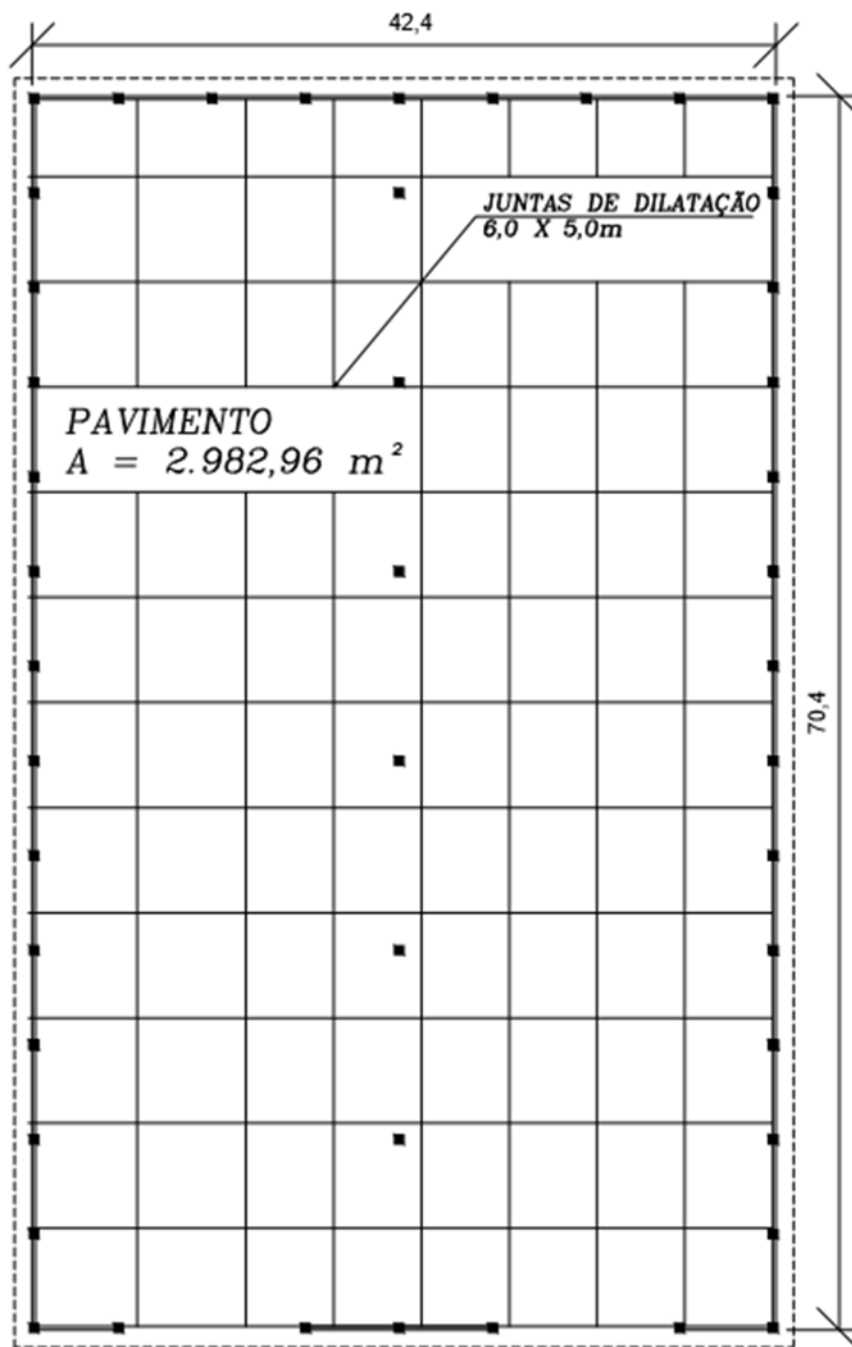 42,4
JUNTAS DE DILATAÇÃO
6,0 X 5,0m
PAVIMENTO
A = 2.982,96 m²
70,4